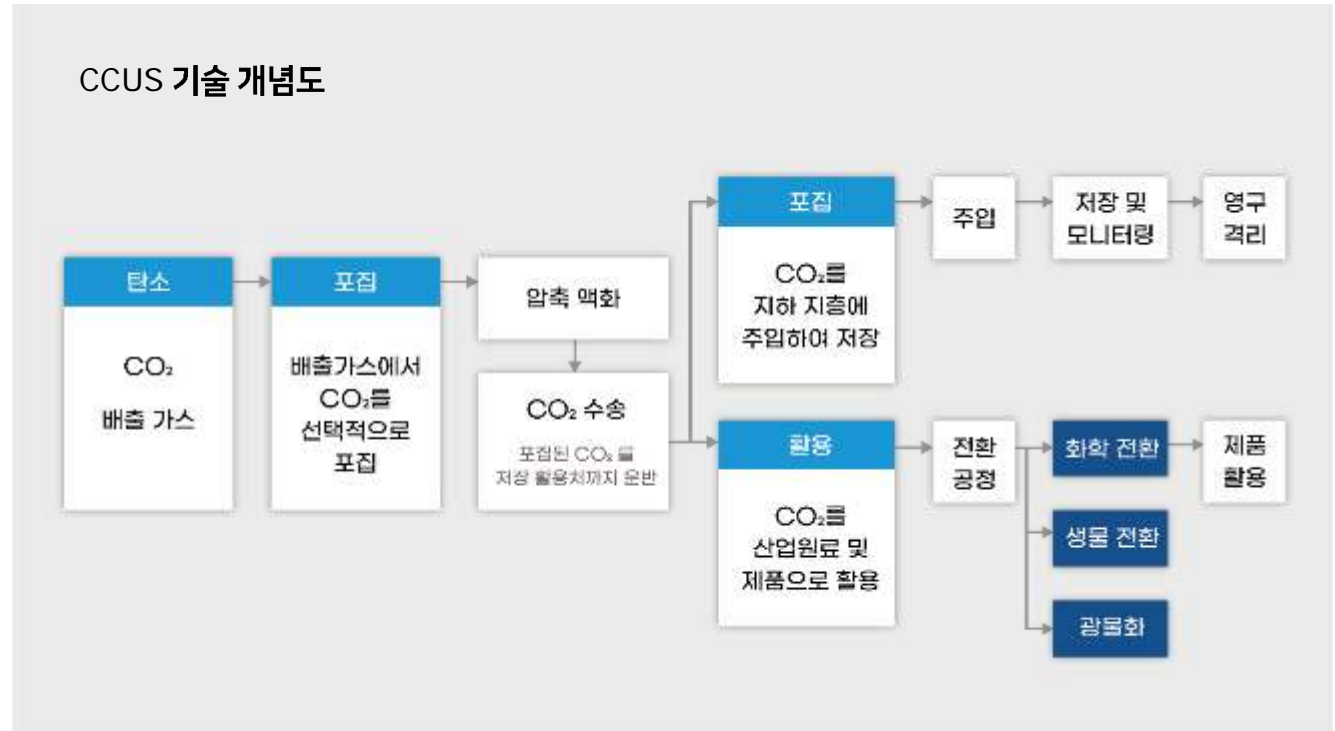 CCUS 기술 개념도
탄소
CO₂
배출 가스
포집
배출가스에서
CO₂를
선택적으로
포집
압축 액화
CO₂ 수송
포집된 CO₂ 를
저장 활용처까지 운반
포집
CO₂를
지하 지층에
주입하여 저장
주입
저장 및
모니터링
영구
격리
활용
CO₂를
산업원료 및
제품으로 활용
전환
공정
화학 전환
생물 전환
광물화
제품
활용